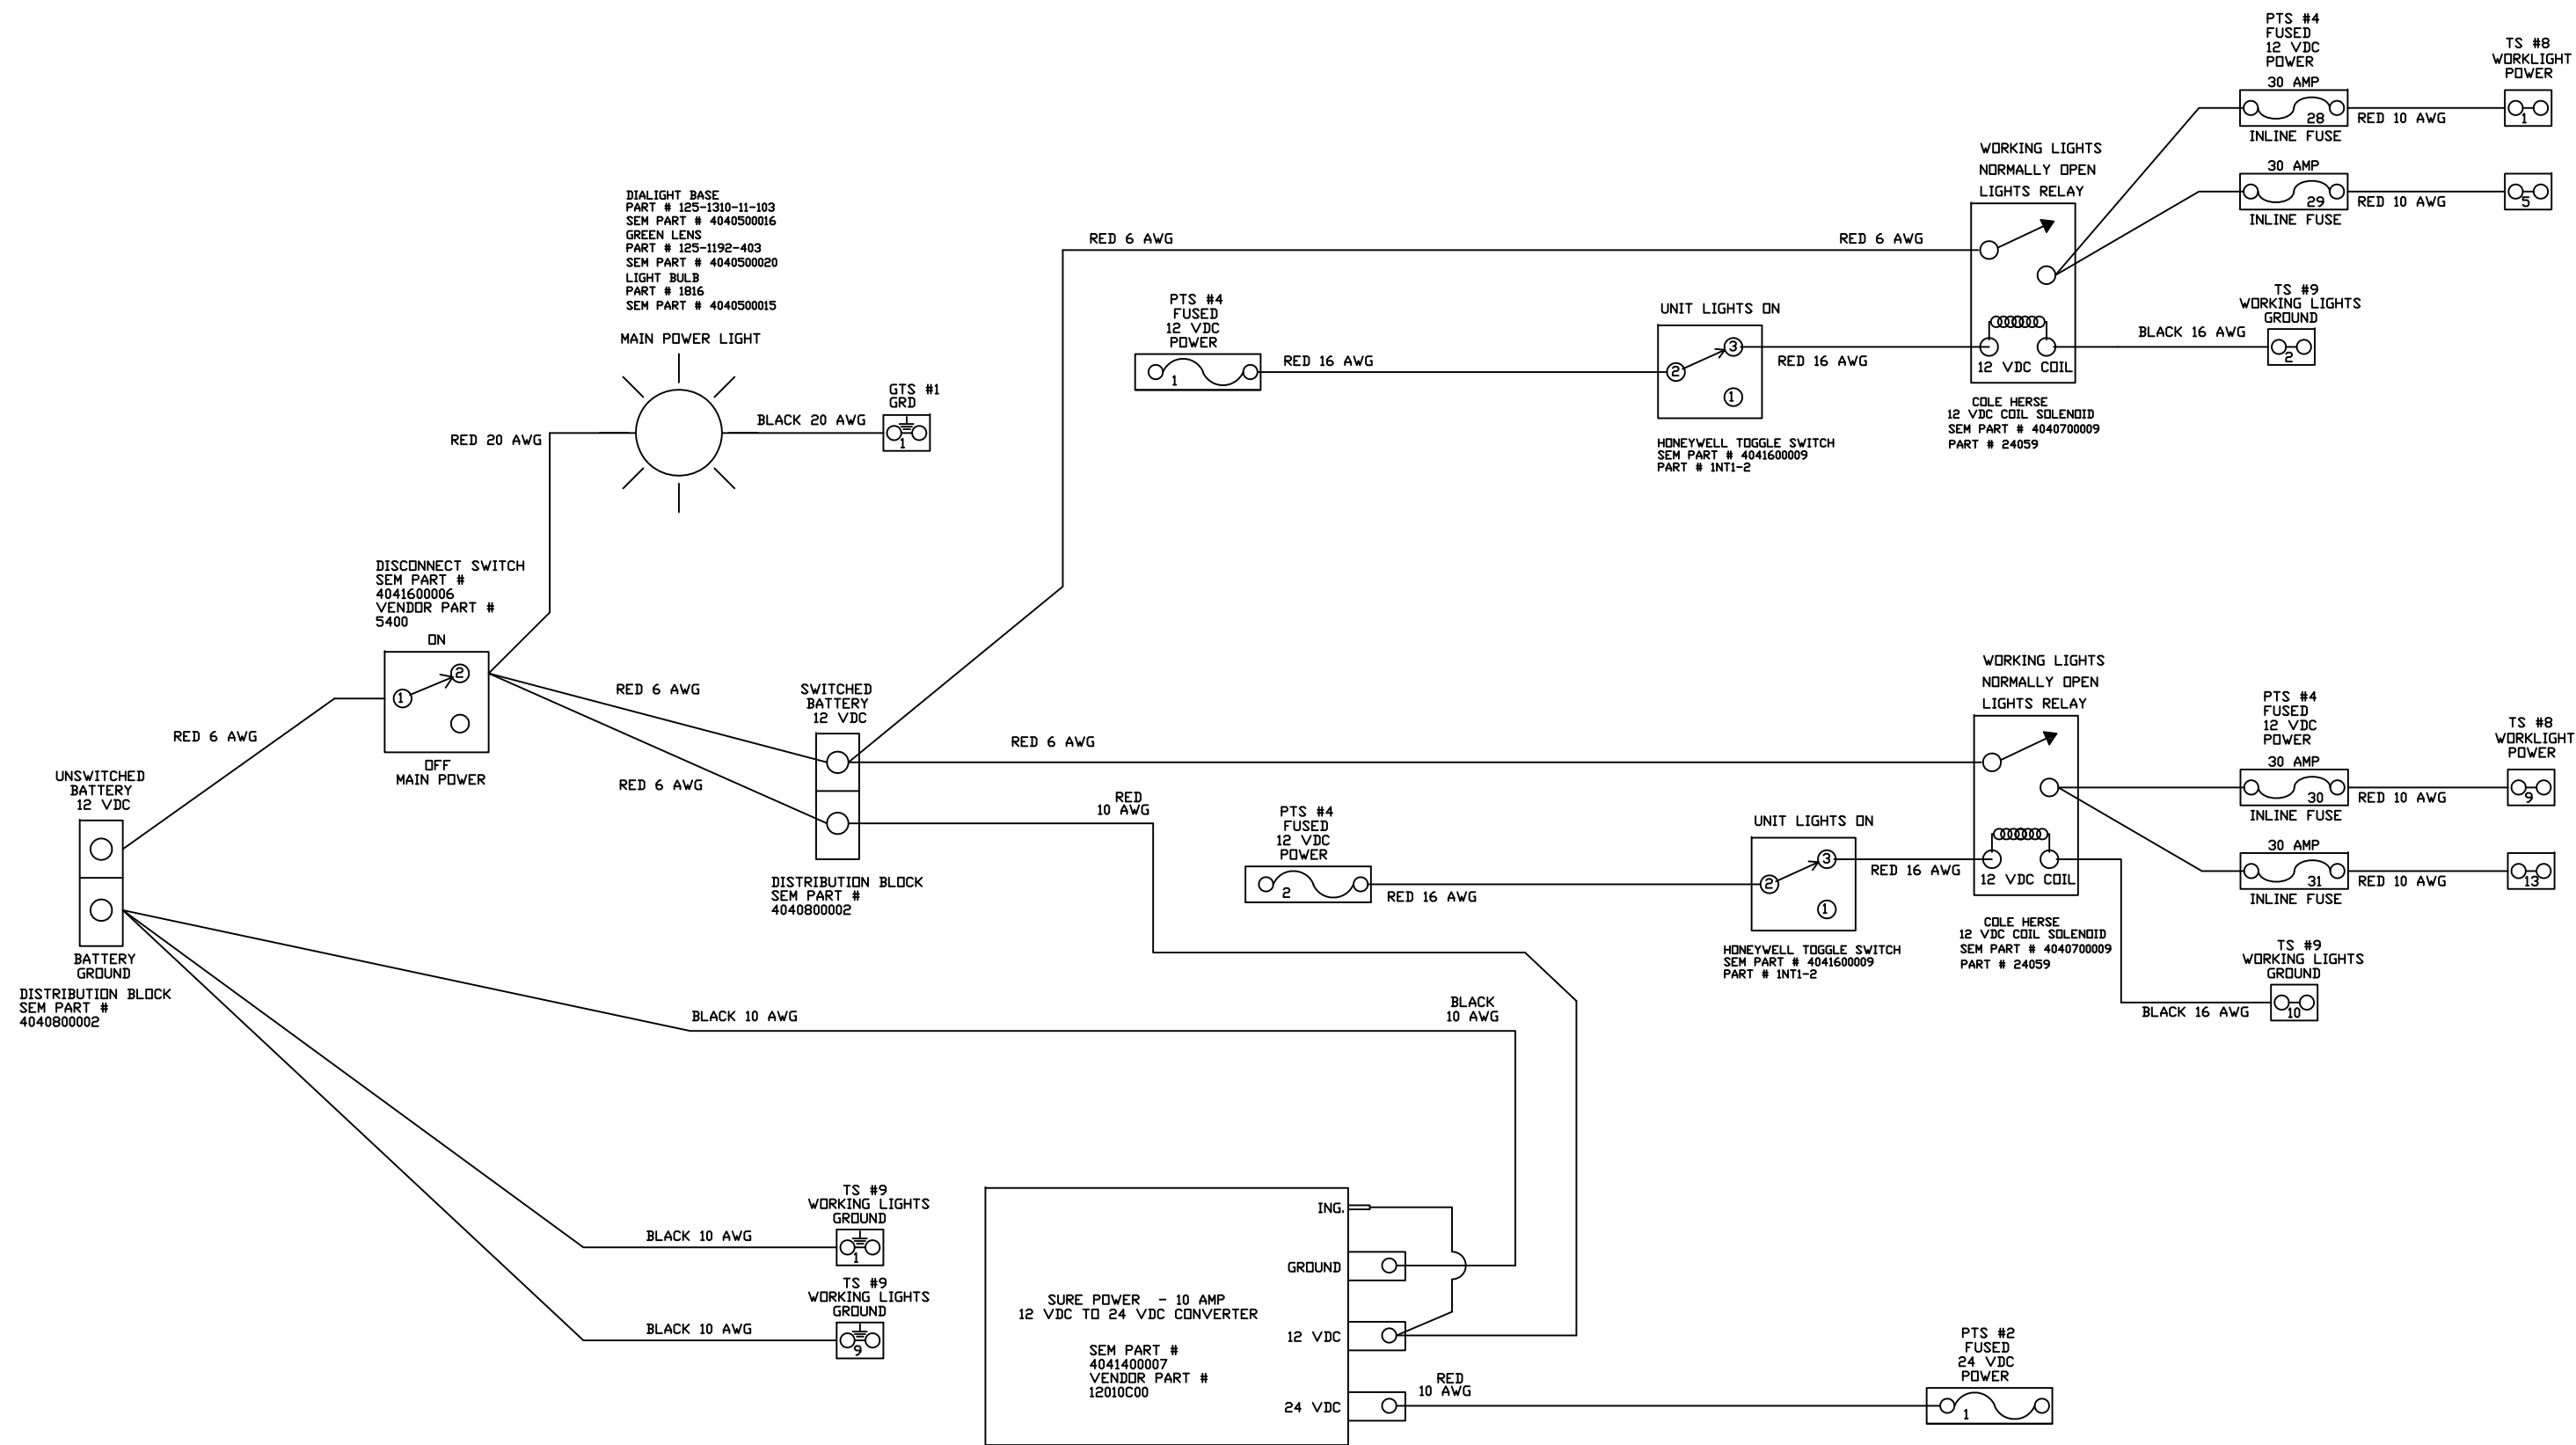 PTS #4
FUSED
12 VDC
POWER
30 AMP
28
INLINE FUSE
RED 10 AWG
TS #8
WORKLIGHT
POWER
1
30 AMP
29
INLINE FUSE
RED 10 AWG
5
WORKING LIGHTS
NORMALLY OPEN
LIGHTS RELAY
DIALIGHT BASE
PART # 125-1310-11-103
SEM PART # 4040500016
GREEN LENS
PART # 125-1192-403
SEM PART # 4040500020
LIGHT BULB
PART # 1816
SEM PART # 4040500015
MAIN POWER LIGHT
RED 20 AWG
BLACK 20 AWG
GTS #1
GRD
1
RED 6 AWG
RED 6 AWG
PTS #4
FUSED
12 VDC
POWER
1
RED 16 AWG
UNIT LIGHTS ON
2
3
1
RED 16 AWG
HONEYWELL TOGGLE SWITCH
SEM PART # 4041600009
PART # 1NT1-2
12 VDC COIL
COLE HERSE
12 VDC COIL SOLENOID
SEM PART # 4040700009
PART # 24059
BLACK 16 AWG
TS #9
WORKING LIGHTS
GROUND
2
DISCONNECT SWITCH
SEM PART #
4041600006
VENDOR PART #
5400
ON
1
2
OFF
MAIN POWER
RED 6 AWG
UNSWITCHED
BATTERY
12 VDC
BATTERY
GROUND
DISTRIBUTION BLOCK
SEM PART #
4040800002
RED 6 AWG
RED 6 AWG
SWITCHED
BATTERY
12 VDC
DISTRIBUTION BLOCK
SEM PART #
4040800002
RED 6 AWG
RED
10 AWG
PTS #4
FUSED
12 VDC
POWER
2
RED 16 AWG
UNIT LIGHTS ON
2
3
1
RED 16 AWG
HONEYWELL TOGGLE SWITCH
SEM PART # 4041600009
PART # 1NT1-2
WORKING LIGHTS
NORMALLY OPEN
LIGHTS RELAY
12 VDC COIL
COLE HERSE
12 VDC COIL SOLENOID
SEM PART # 4040700009
PART # 24059
PTS #4
FUSED
12 VDC
POWER
30 AMP
30
INLINE FUSE
RED 10 AWG
TS #8
WORKLIGHT
POWER
9
30 AMP
31
INLINE FUSE
RED 10 AWG
13
TS #9
WORKING LIGHTS
GROUND
10
BLACK 16 AWG
BLACK 10 AWG
BLACK
10 AWG
TS #9
WORKING LIGHTS
GROUND
1
BLACK 10 AWG
TS #9
WORKING LIGHTS
GROUND
9
BLACK 10 AWG
ING.
GROUND
12 VDC
24 VDC
SURE POWER - 10 AMP
12 VDC TO 24 VDC CONVERTER
SEM PART #
4041400007
VENDOR PART #
12010C00
RED
10 AWG
PTS #2
FUSED
24 VDC
POWER
1